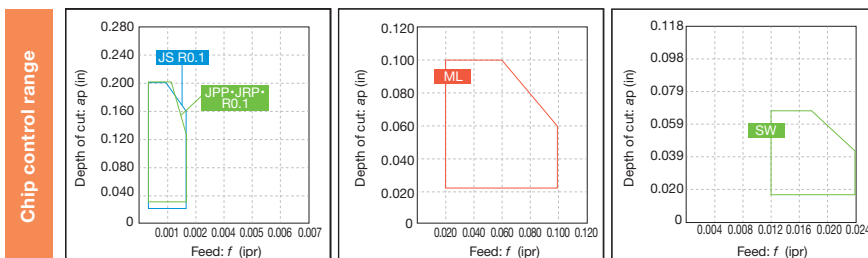 Chip control range
Depth of cut: ap (in)
0.280
0.240
0.200
0.160
0.120
0.080
0.040
0
JS R0.1
JPP・JRP・
R0.1
0.001 0.002 0.003 0.004 0.005 0.006 0.007
Feed: f (ipr)
Depth of cut: ap (in)
0.120
0.100
0.080
0.060
0.040
0.020
0
ML
0.020 0.040 0.060 0.080 0.100 0.120
Feed: f (ipr)
Depth of cut: ap (in)
0.118
0.098
0.079
0.059
0.039
0.020
0
SW
0.004 0.008 0.012 0.016 0.020 0.024
Feed: f (ipr)